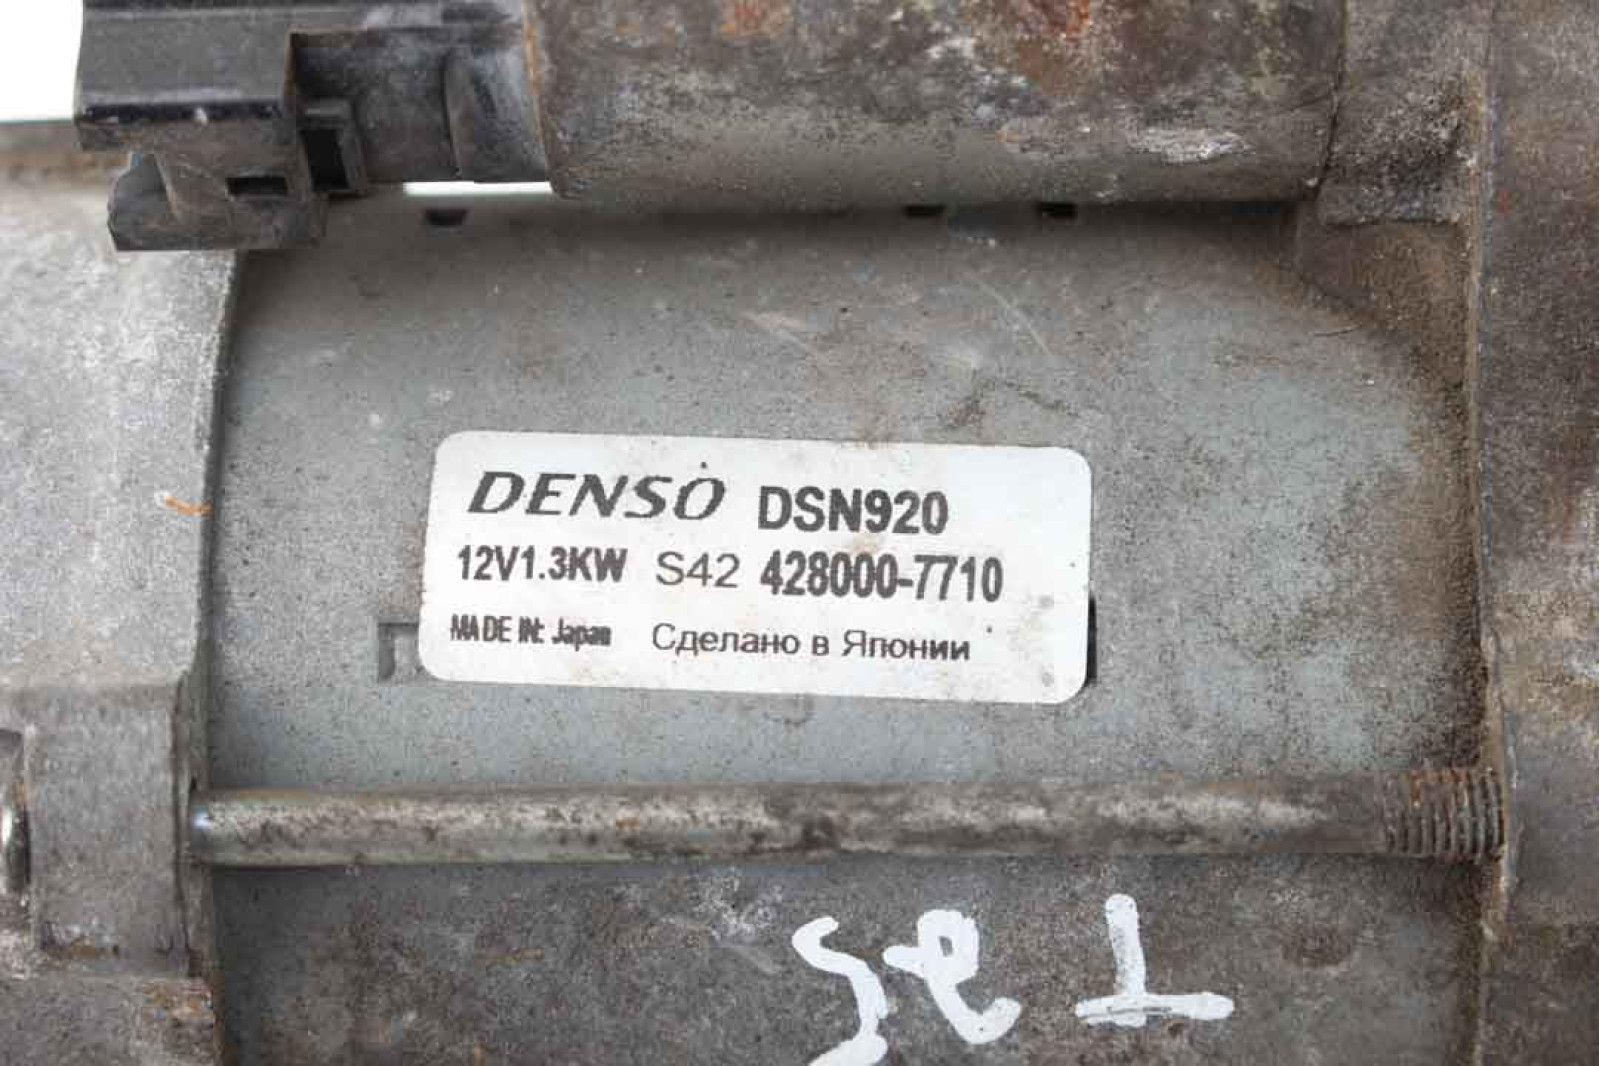 DENSO DSN920
12V1.3KW S42 428000-7710
MADE IN: Japan Сделано в Японии